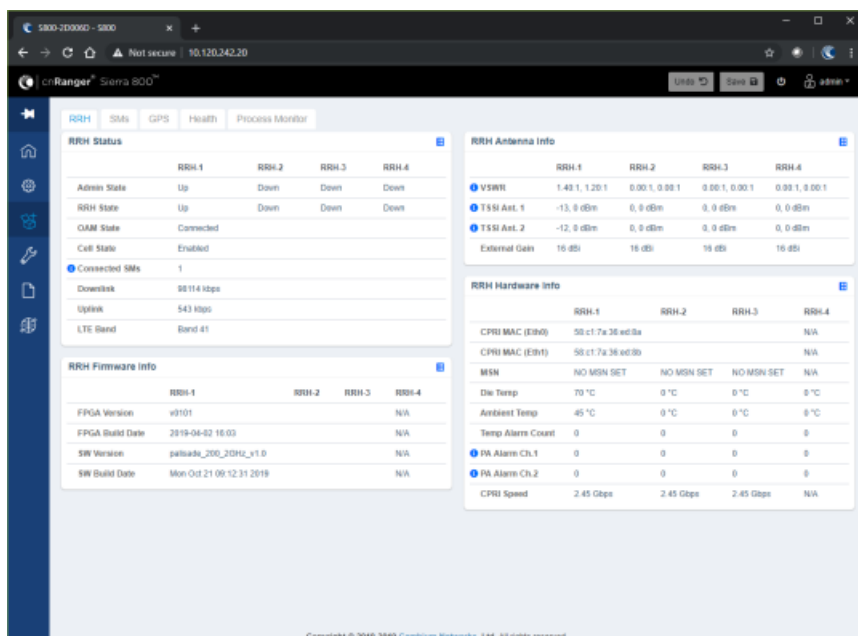 S800-2D006D - S800
Not secure 10.120.242.20
cnRanger® Sierra 800™
Undo Save admin
RRH SMs GPS Health Process Monitor
RRH Status
RRH-1 RRH-2 RRH-3 RRH-4
Admin State Up Down Down Down
RRH State Up Down Down Down
OAM State Connected
Cell State Enabled
Connected SMs 1
Downlink 98114 kbps
Uplink 543 kbps
LTE Band Band 41
RRH Firmware Info
RRH-1 RRH-2 RRH-3 RRH-4
FPGA Version v0101 N/A
FPGA Build Date 2019-04-02 16:03 N/A
SW Version palisade_200_2GHz_v1.0 N/A
SW Build Date Mon Oct 21 09:12:31 2019 N/A
RRH Antenna Info
RRH-1 RRH-2 RRH-3 RRH-4
VSWR 1.40:1, 1.20:1 0.00:1, 0.00:1 0.00:1, 0.00:1 0.00:1, 0.00:1
TSSI Ant. 1 -13, 0 dBm 0, 0 dBm 0, 0 dBm 0, 0 dBm
TSSI Ant. 2 -12, 0 dBm 0, 0 dBm 0, 0 dBm 0, 0 dBm
External Gain 16 dBi 16 dBi 16 dBi 16 dBi
RRH Hardware Info
RRH-1 RRH-2 RRH-3 RRH-4
CPRI MAC (Eth0) 58:c1:7a:36:ed:8a N/A
CPRI MAC (Eth1) 58:c1:7a:36:ed:8b N/A
MSN NO MSN SET NO MSN SET NO MSN SET N/A
Die Temp 70 °C 0 °C 0 °C 0 °C
Ambient Temp 45 °C 0 °C 0 °C 0 °C
Temp Alarm Count 0 0 0 0
PA Alarm Ch.1 0 0 0 0
PA Alarm Ch.2 0 0 0 0
CPRI Speed 2.45 Gbps 2.45 Gbps 2.45 Gbps N/A
Cambium Networks, Ltd. All rights reserved.